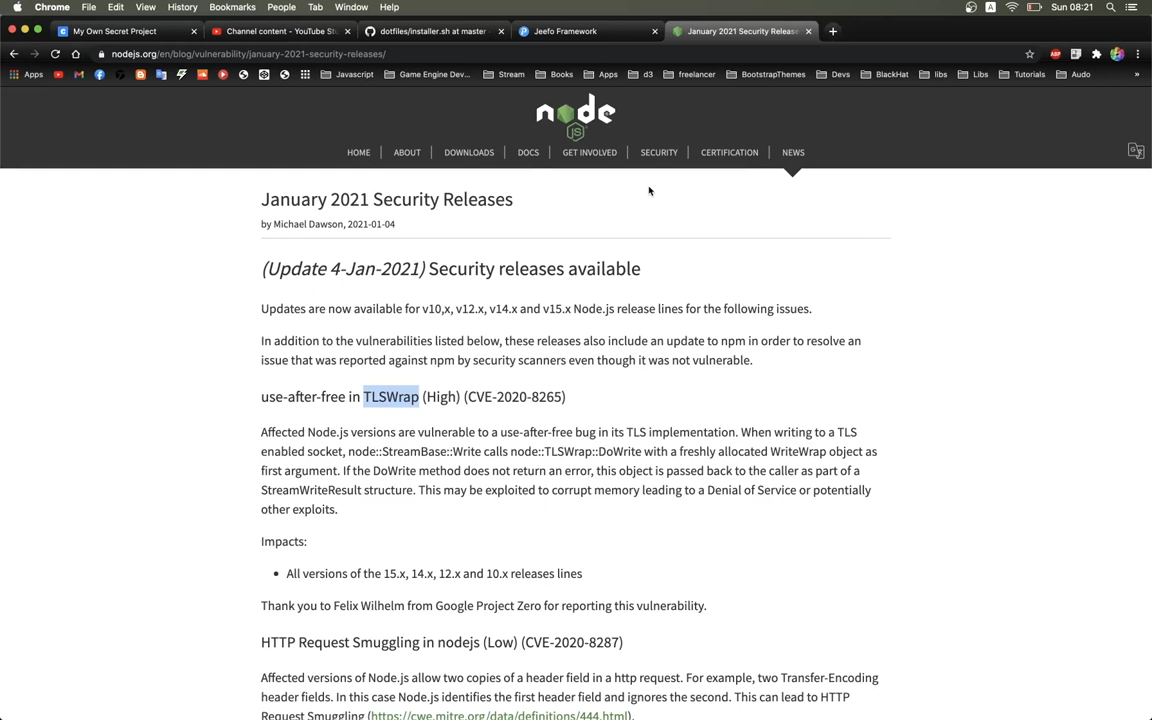 Chrome File Edit View History Bookmarks People Tab Window Help A Sun 08:21
My Own Secret Project Channel content - YouTube St dotfiles/installer.sh at master Jeefo Framework January 2021 Security Release
nodejs.org/en/blog/vulnerability/january-2021-security-releases/ ABP
Apps Javascript Game Engine Dev... Stream Books Apps d3 freelancer BootstrapThemes Devs BlackHat libs Libs Tutorials Audo »
node
JS
HOME ABOUT DOWNLOADS DOCS GET INVOLVED SECURITY CERTIFICATION NEWS
January 2021 Security Releases
by Michael Dawson, 2021-01-04
(Update 4-Jan-2021) Security releases available
Updates are now available for v10,x, v12.x, v14.x and v15.x Node.js release lines for the following issues.
In addition to the vulnerabilities listed below, these releases also include an update to npm in order to resolve an
issue that was reported against npm by security scanners even though it was not vulnerable.
use-after-free in TLSWrap (High) (CVE-2020-8265)
Affected Node.js versions are vulnerable to a use-after-free bug in its TLS implementation. When writing to a TLS
enabled socket, node::StreamBase::Write calls node::TLSWrap::DoWrite with a freshly allocated WriteWrap object as
first argument. If the DoWrite method does not return an error, this object is passed back to the caller as part of a
StreamWriteResult structure. This may be exploited to corrupt memory leading to a Denial of Service or potentially
other exploits.
Impacts:
• All versions of the 15.x, 14.x, 12.x and 10.x releases lines
Thank you to Felix Wilhelm from Google Project Zero for reporting this vulnerability.
HTTP Request Smuggling in nodejs (Low) (CVE-2020-8287)
Affected versions of Node.js allow two copies of a header field in a http request. For example, two Transfer-Encoding
header fields. In this case Node.js identifies the first header field and ignores the second. This can lead to HTTP
Request Smuggling (https://cwe.mitre.org/data/definitions/444.html).